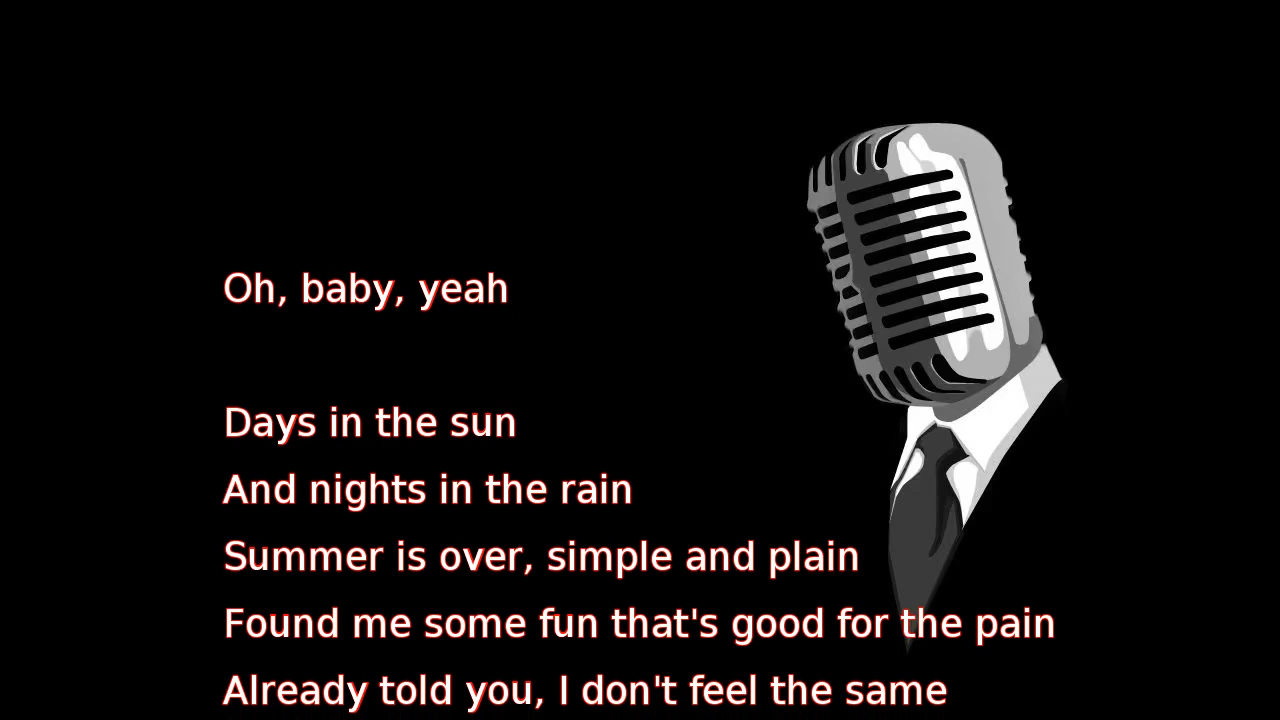 Oh, baby, yeah
Days in the sun
And nights in the rain
Summer is over, simple and plain
Found me some fun that's good for the pain
Already told you, I don't feel the same